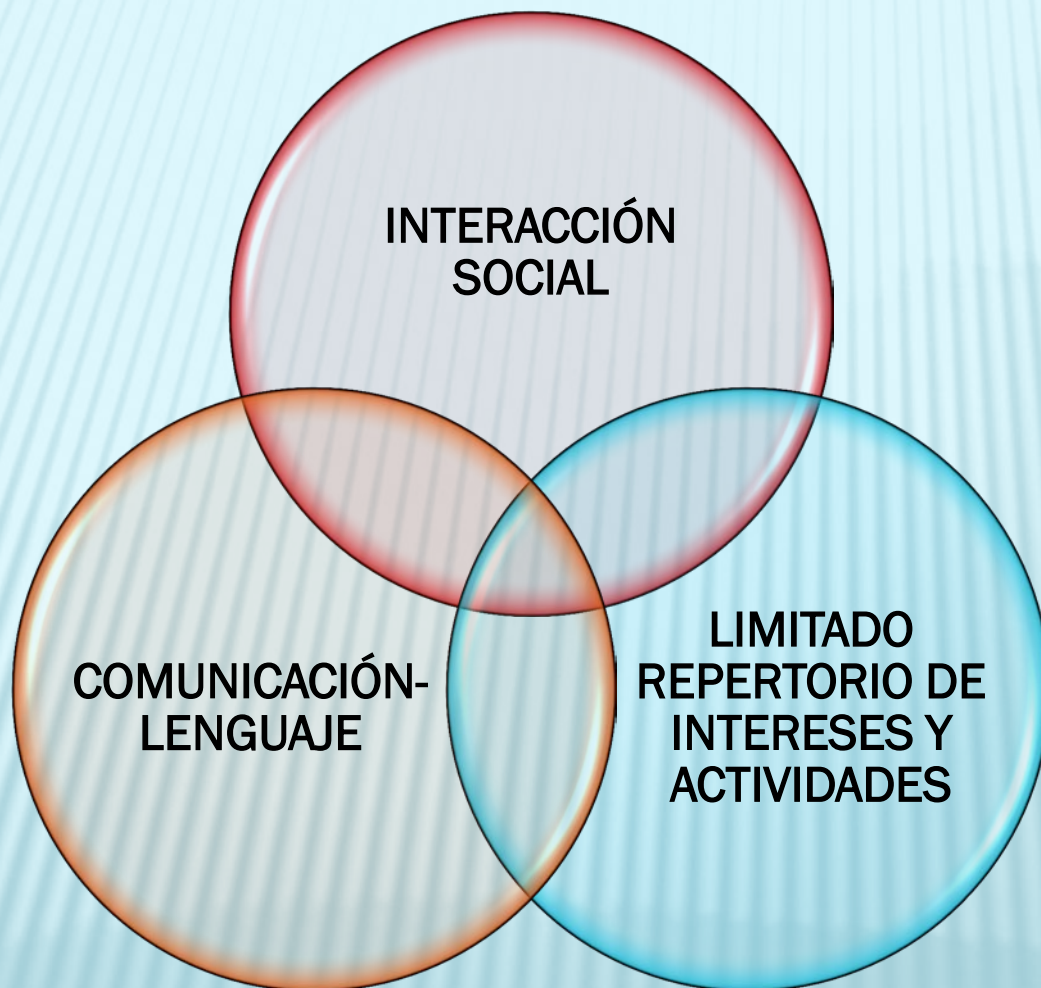 INTERACCIÓN
SOCIAL
COMUNICACIÓN-
LENGUAJE
LIMITADO
REPERTORIO DE
INTERESES Y
ACTIVIDADES